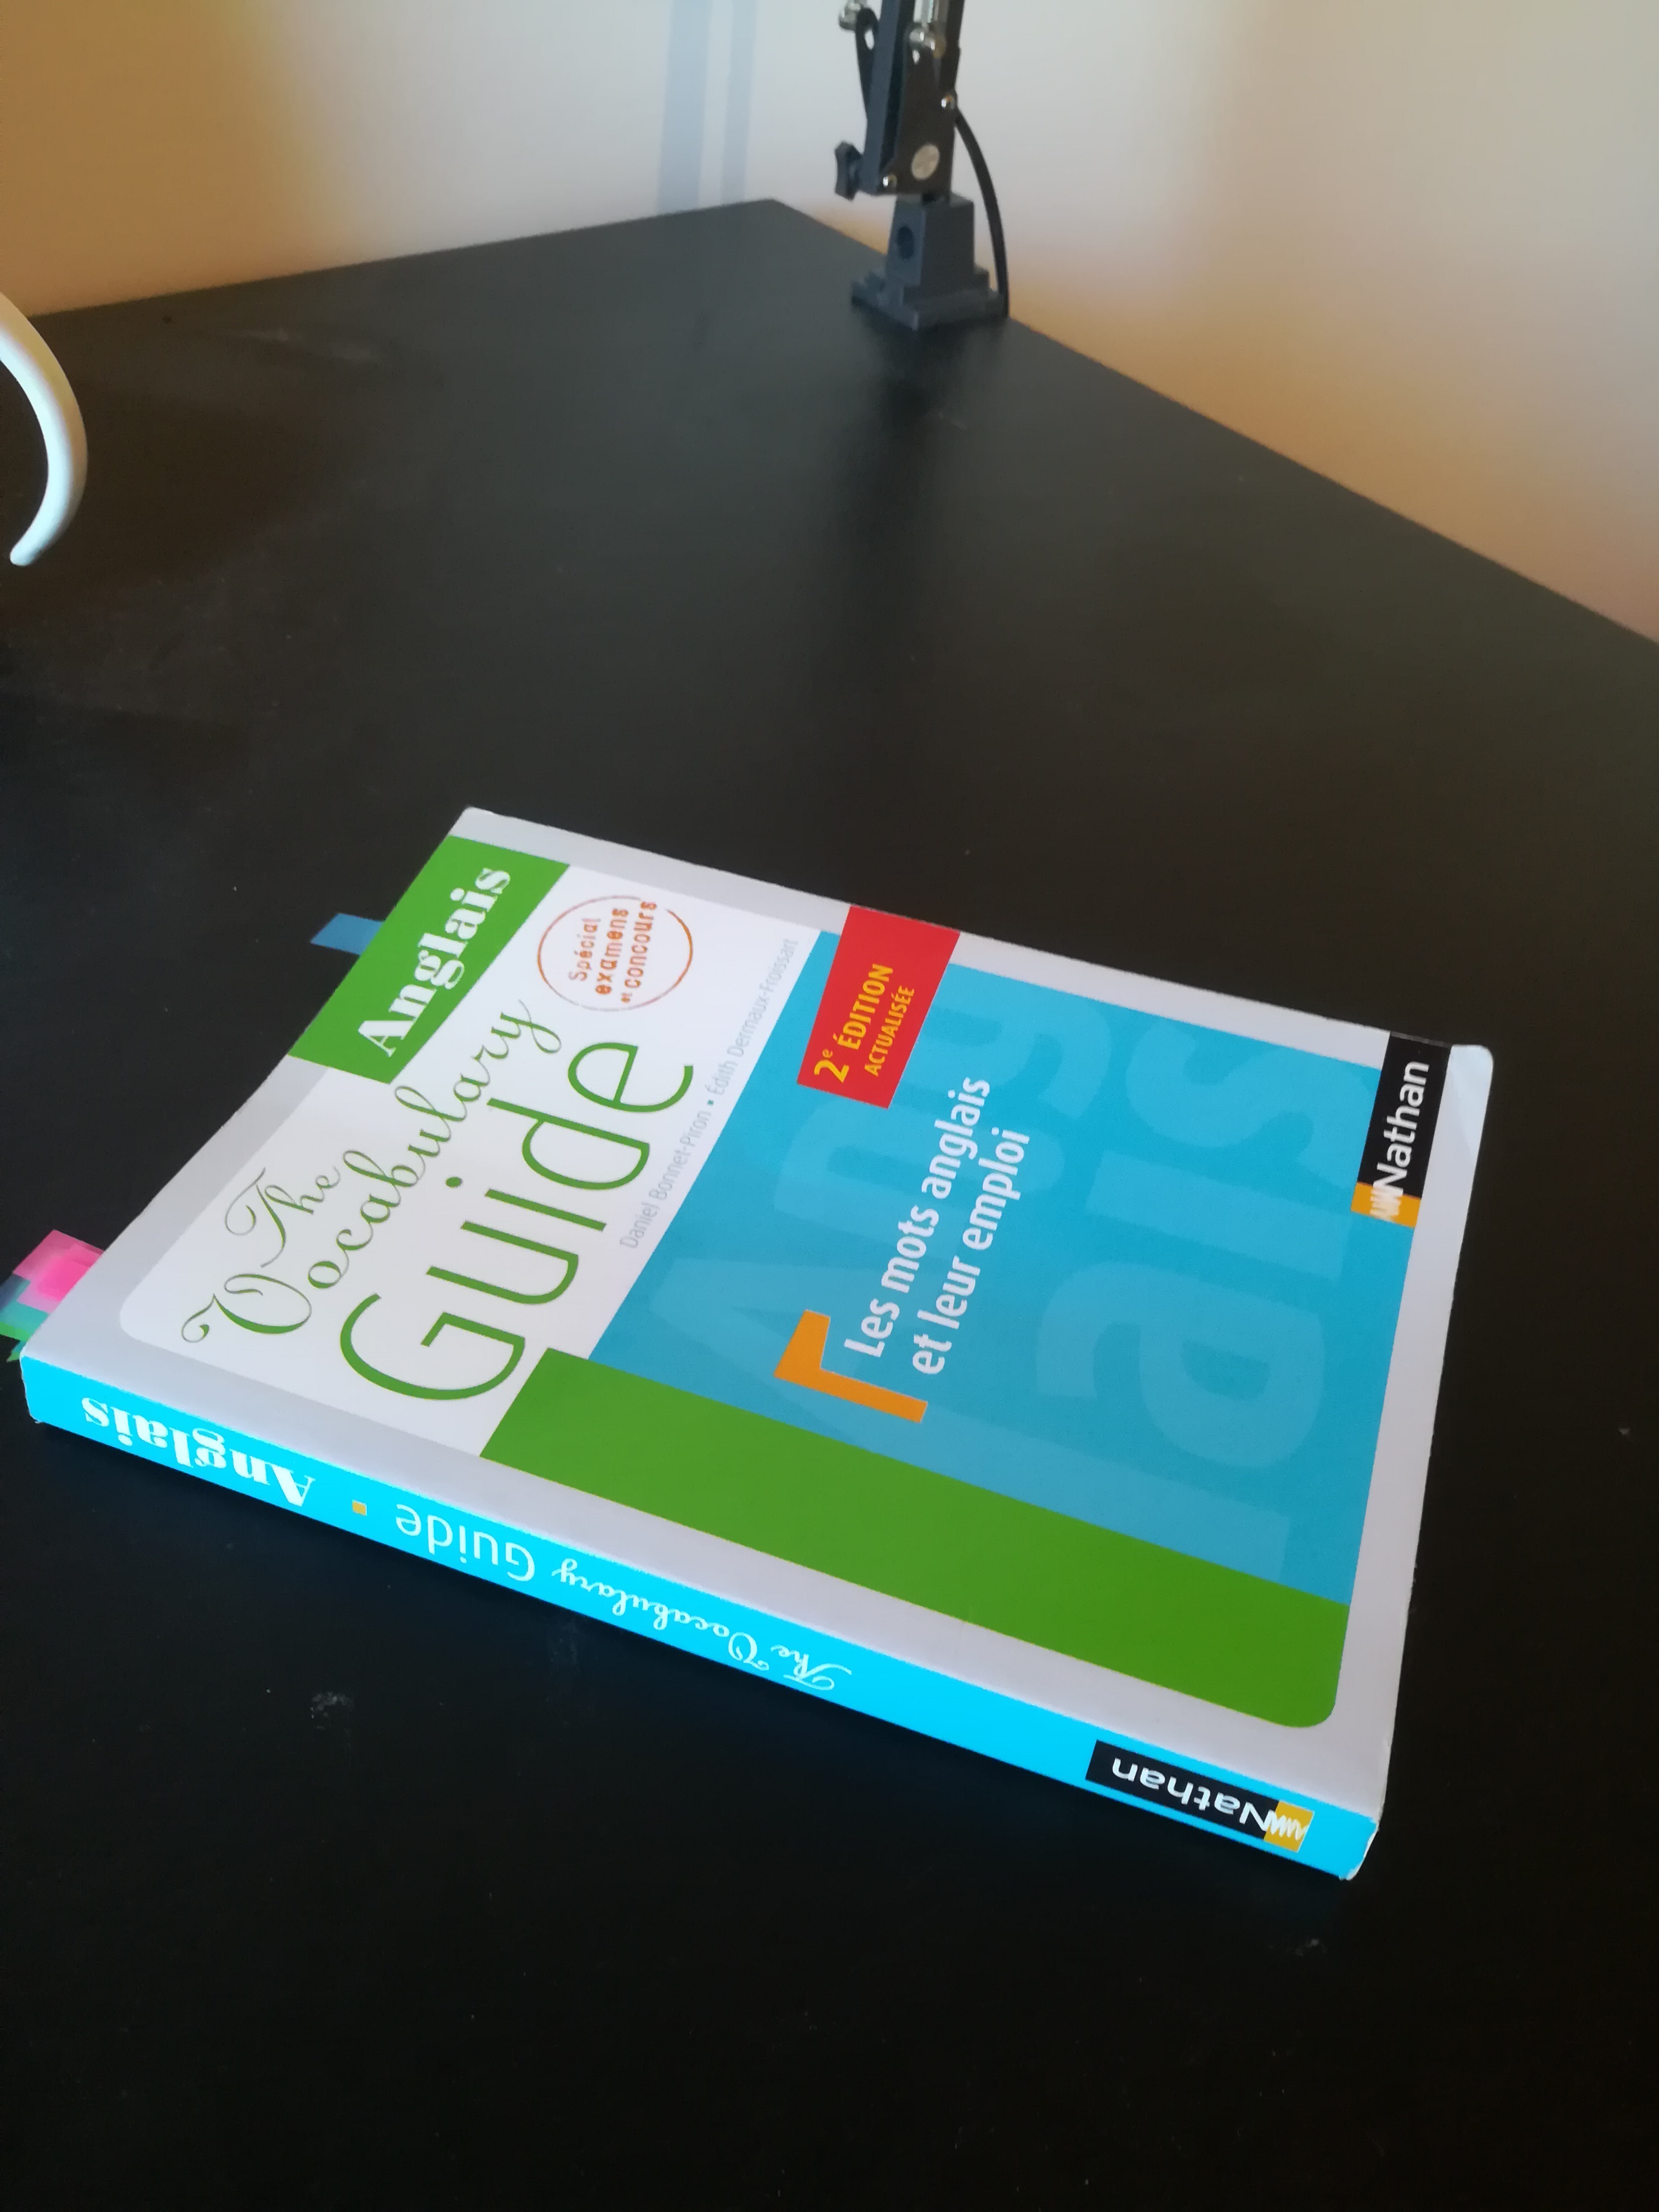 Anglais
The
Vocabulary
Guide
Spécial
examens
et concours
Daniel Bonnet-Piron • Édith Dermaux-Froissart
2e ÉDITION
ACTUALISÉE
Les mots anglais
et leur emploi
Anglais
Nathan
The Vocabulary Guide ▪ Anglais
Nathan